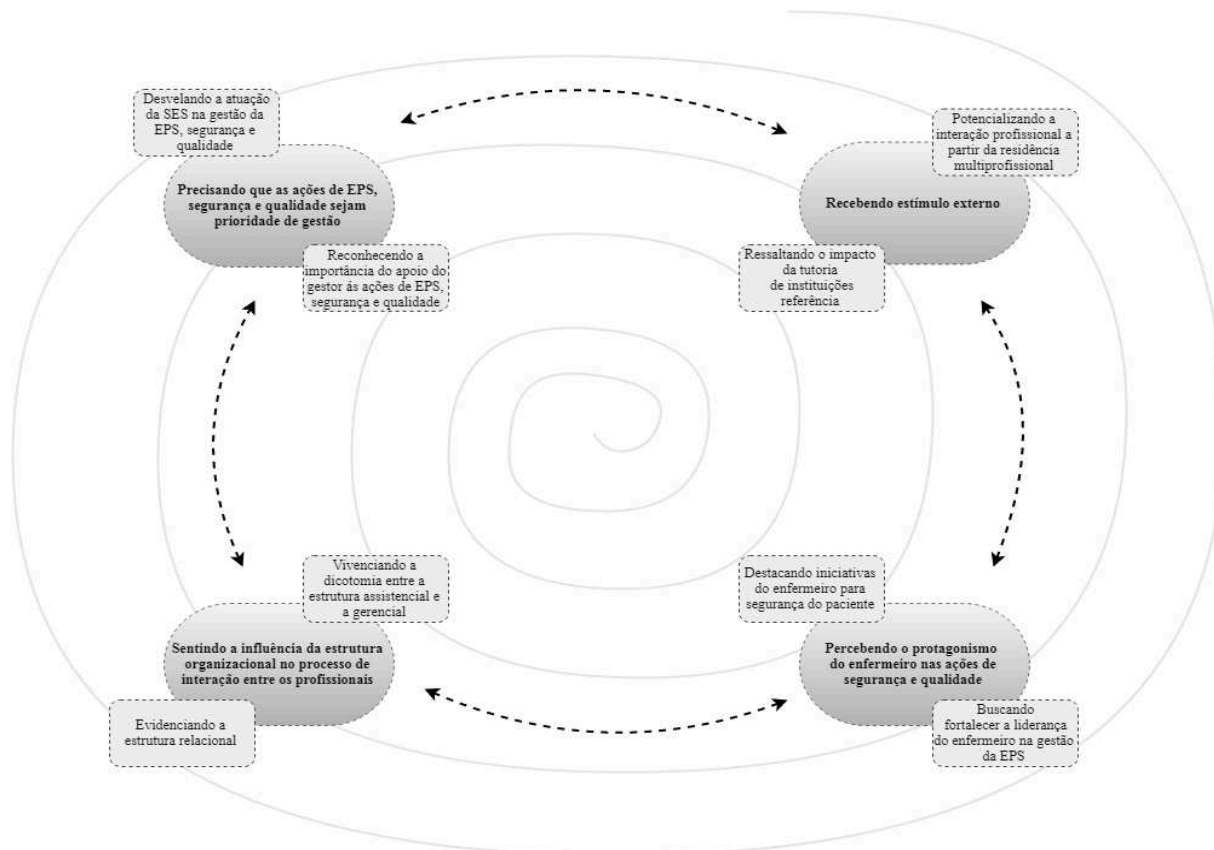 Desvelando a atuação
da SES na gestão da
EPS, segurança e
qualidade
Precisando que as ações de EPS,
segurança e qualidade sejam
prioridade de gestão
Reconhecendo a
importância do apoio do
gestor ás ações de EPS,
segurança e qualidade
Potencializando a
interação profissional a
partir da residência
multiprofissional
Recebendo estímulo externo
Ressaltando o impacto
da tutoria
de instituições
referência
Vivenciando a
dicotomia entre a
estrutura assistencial e
a gerencial
Sentindo a influência da estrutura
organizacional no processo de
interação entre os profissionais
Evidenciando a
estrutura relacional
Destacando iniciativas
do enfermeiro para
segurança do paciente
Percebendo o protagonismo
do enfermeiro nas ações de
segurança e qualidade
Buscando
fortalecer a liderança
do enfermeiro na gestão
da EPS